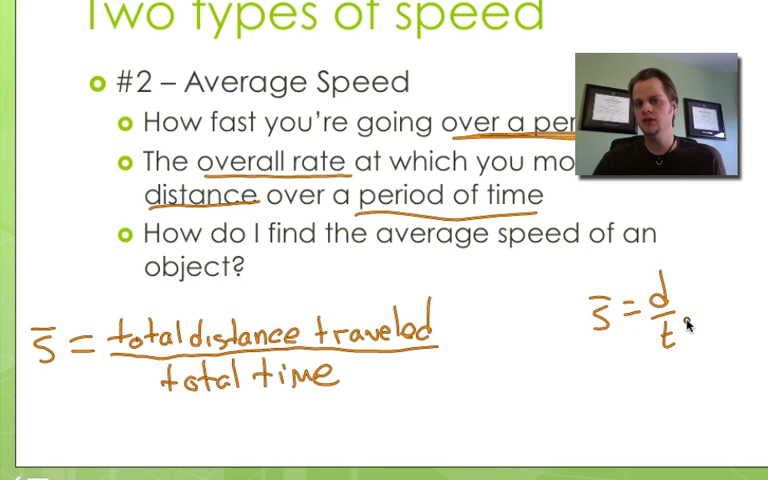 Two types of speed
#2 – Average Speed
How fast you're going over a per
The overall rate at which you mo
distance over a period of time
How do I find the average speed of an
object?
s̅ = d/t
s̅ = total distance traveled
total time